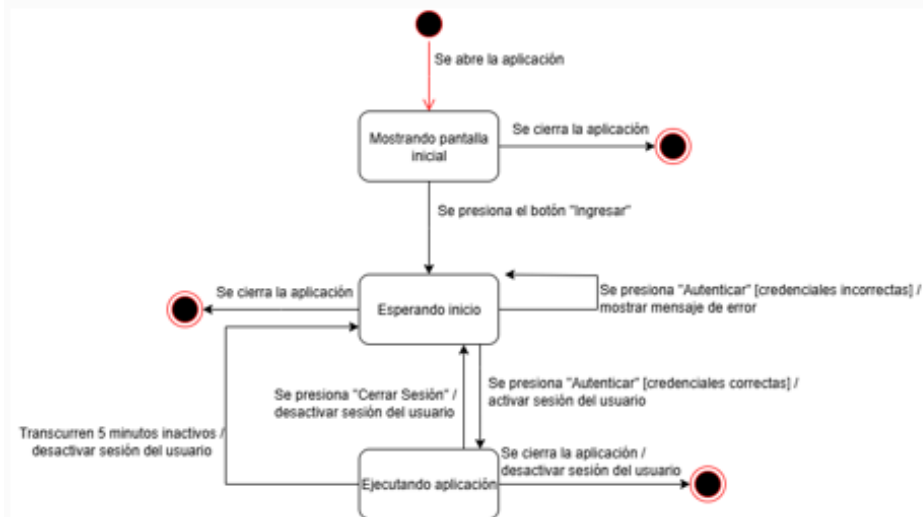 Se abre la aplicación
Mostrando pantalla
inicial
Se cierra la aplicación
Se presiona el botón "Ingresar"
Se cierra la aplicación
Esperando inicio
Se presiona "Autenticar" [credenciales incorrectas] /
mostrar mensaje de error
Se presiona "Cerrar Sesión" /
desactivar sesión del usuario
Se presiona "Autenticar" [credenciales correctas] /
activar sesión del usuario
Transcurren 5 minutos inactivos /
desactivar sesión del usuario
Se cierra la aplicación /
desactivar sesión del usuario
Ejecutando aplicación